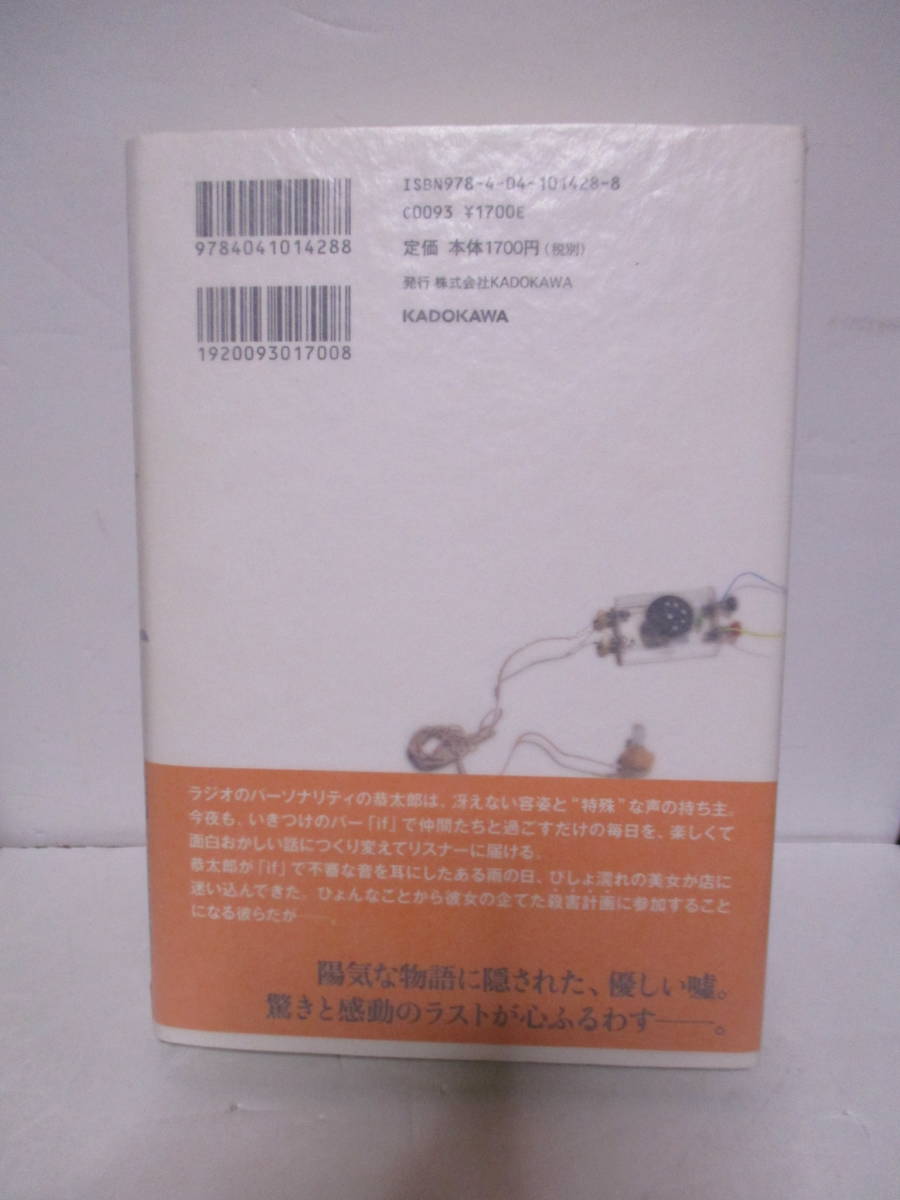 9784041014288
1920093017008
ISBN978-4-04-101428-8
C0093 ¥1700E
定価 本体1700円(税別)
発行 株式会社KADOKAWA
KADOKAWA
ラジオのパーソナリティの恭太郎は、冴えない容姿と“特殊”な声の持ち主。
今夜も、いきつけのバー「if」で仲間たちと過ごすだけの毎日を、楽しくて
面白おかしい話につくり変えてリスナーに届ける。
恭太郎が「if」で不審な音を耳にしたある雨の日、びしょ濡れの美女が店に
迷い込んできた。ひょんなことから彼女の企てた殺害計画に参加すること
になる彼らだが――。
陽気な物語に隠された、優しい嘘。
驚きと感動のラストが心ふるわす――。